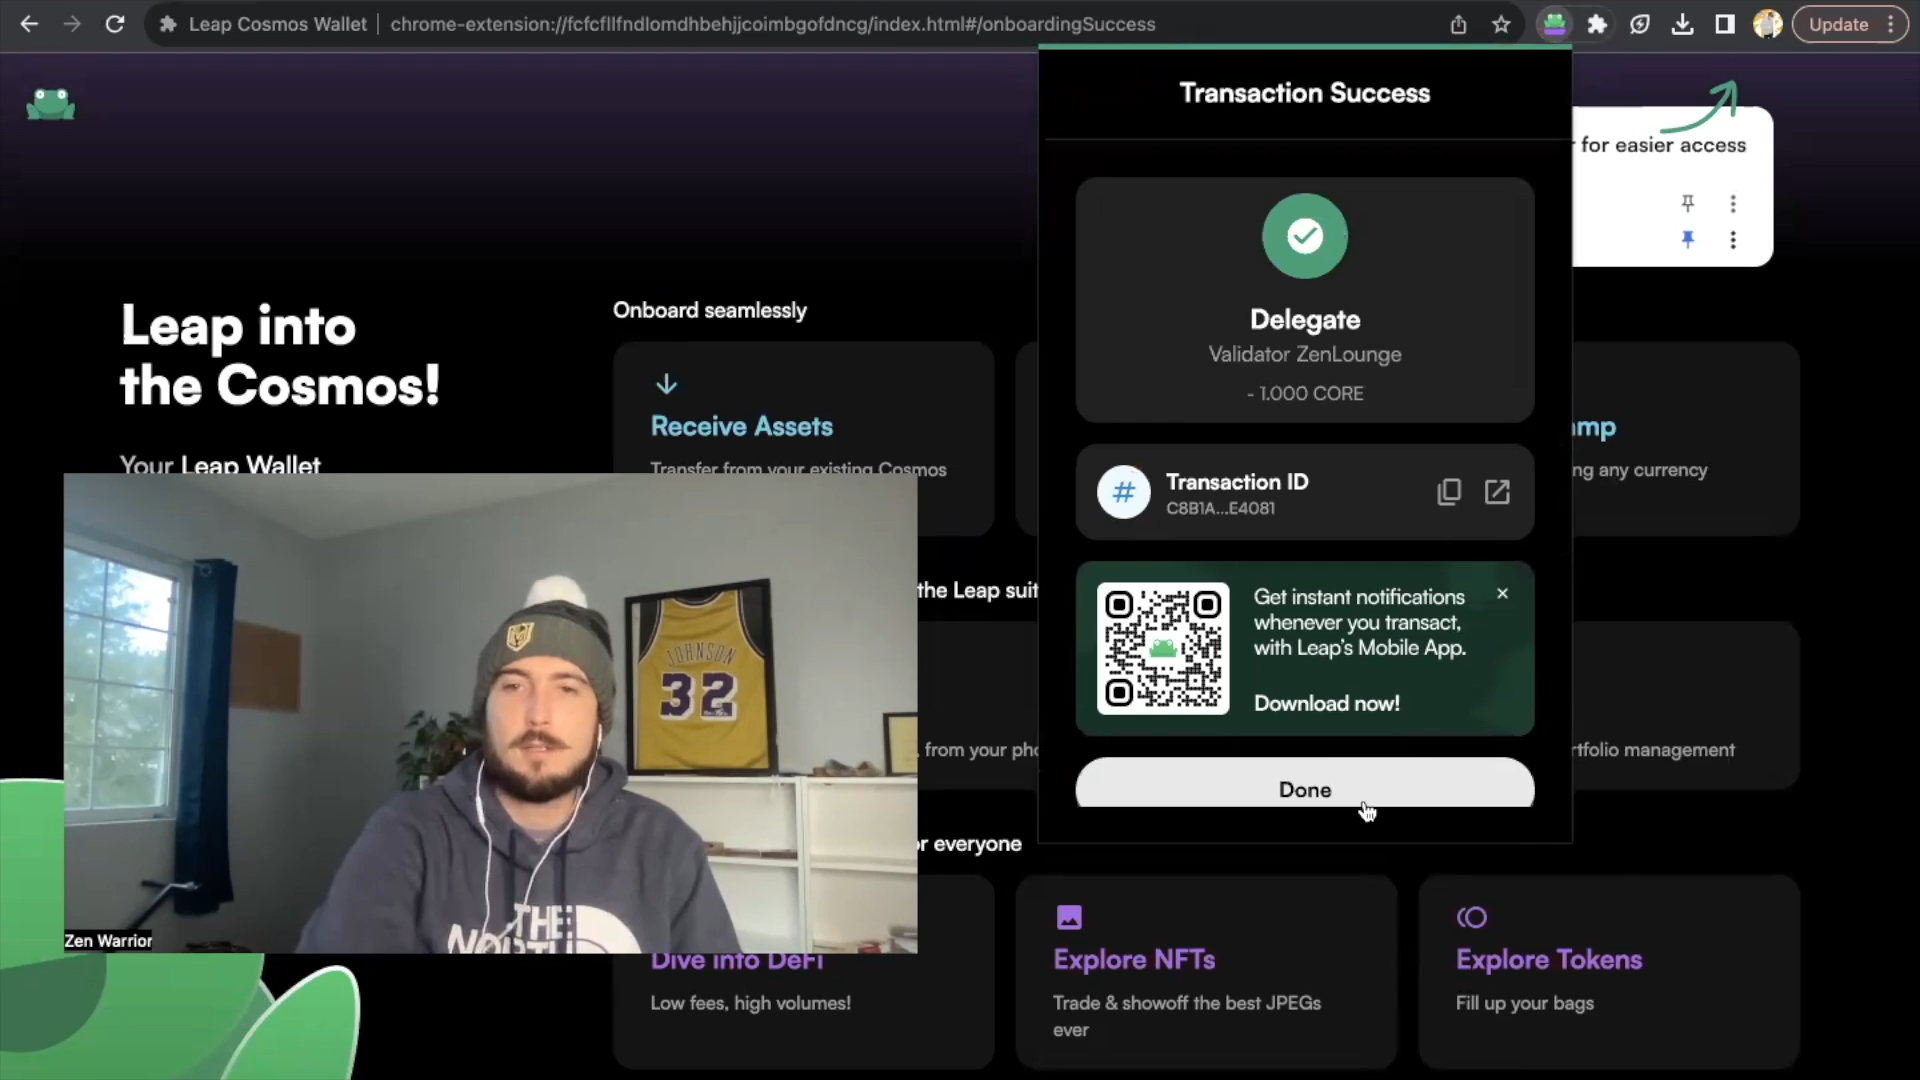 Leap Cosmos Wallet
chrome-extension://fcfcfllfndlomdhbehjjcoimbgofdncg/index.html#/onboardingSuccess
Update
Transaction Success
for easier access
Delegate
Validator ZenLounge
- 1.000 CORE
Leap into
the Cosmos!
Your Leap Wallet
Onboard seamlessly
Receive Assets
Transfer from your existing Cosmos
ing any currency
Transaction ID
C8B1A...E4081
the Leap suit
Get instant notifications
whenever you transact,
with Leap's Mobile App.
Download now!
from your pho
rtfolio management
Done
r everyone
JOHNSON
32
THE
NORTH
Zen Warrior
Dive into DeFi
Low fees, high volumes!
Explore NFTs
Trade & showoff the best JPEGs
ever
Explore Tokens
Fill up your bags